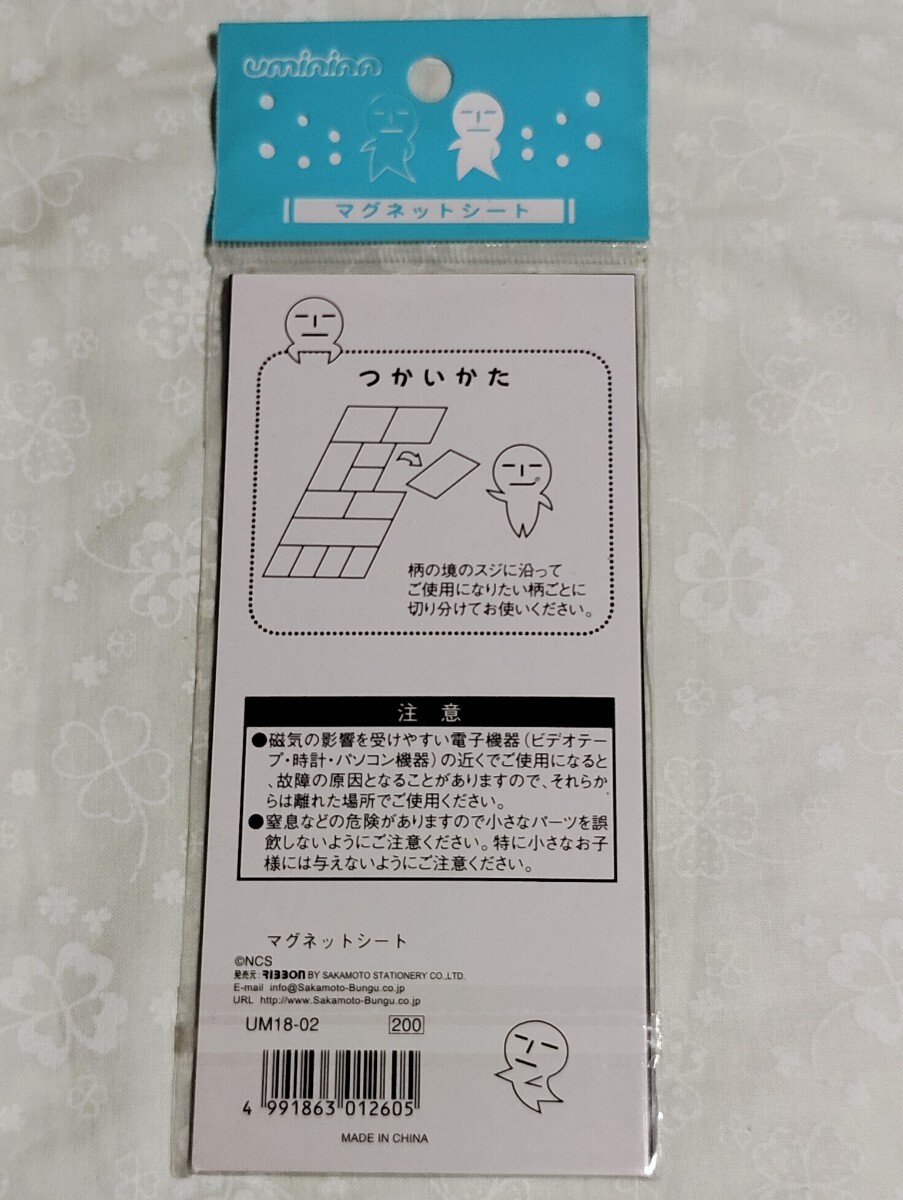 umininn
マグネットシート
つかいかた
柄の境のスジに沿って
ご使用になりたい柄ごとに
切り分けてお使いください。
注 意
●磁気の影響を受けやすい電子機器(ビデオテー
プ・時計・パソコン機器)の近くでご使用になると
、故障の原因となることがありますので、それらか
らは離れた場所でご使用ください。
●窒息などの危険がありますので小さなパーツを誤
飲しないようにご注意ください。特に小さなお子
様には与えないようにご注意ください。
マグネットシート
©NCS
発売元:RIBBON BY SAKAMOTO STATIONERY CO.,LTD.
E-mail info@Sakamoto-Bungu.co.jp
URL http://www.Sakamoto-Bungu.co.jp
UM18-02 200
4 991863 012605
MADE IN CHINA